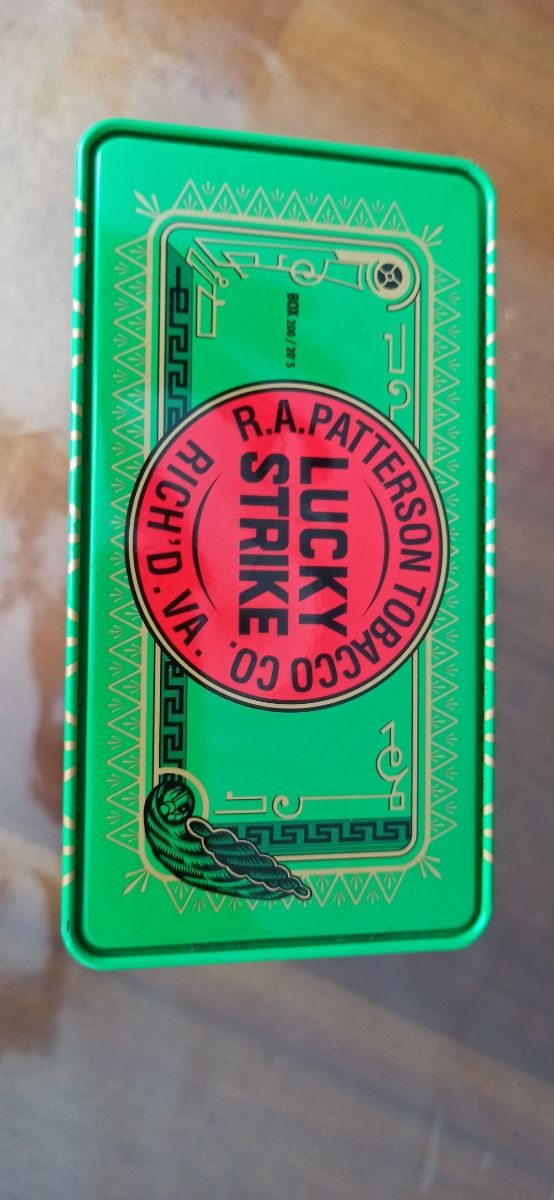 BOX 200 / 20'S
R.A.PATTERSON TOBACCO CO.
LUCKY
STRIKE
RICH'D. VA.